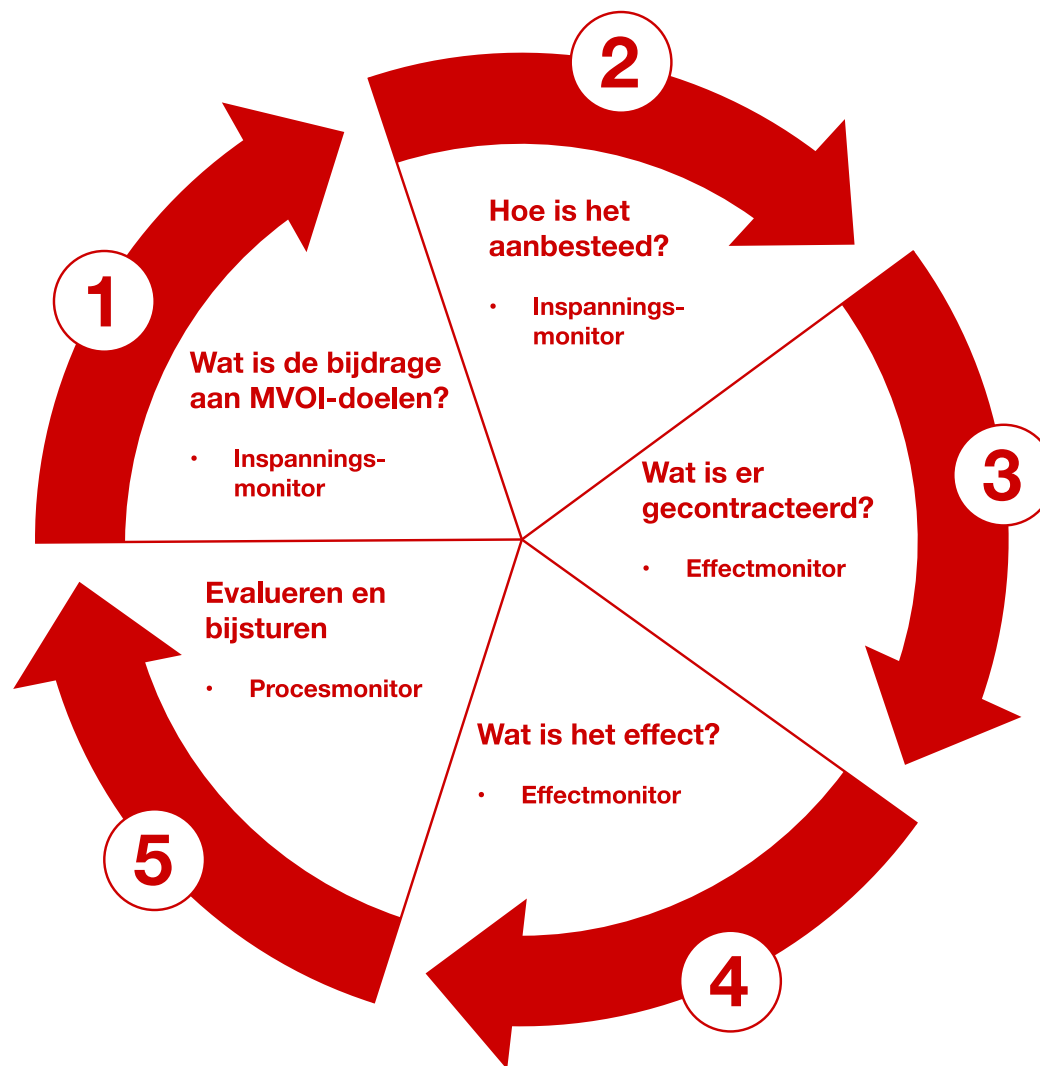 1
Wat is de bijdrage
aan MVOI-doelen?
• Inspannings-
monitor
2
Hoe is het
aanbesteed?
• Inspannings-
monitor
3
Wat is er
gecontracteerd?
• Effectmonitor
4
Wat is het effect?
• Effectmonitor
5
Evalueren en
bijsturen
• Procesmonitor